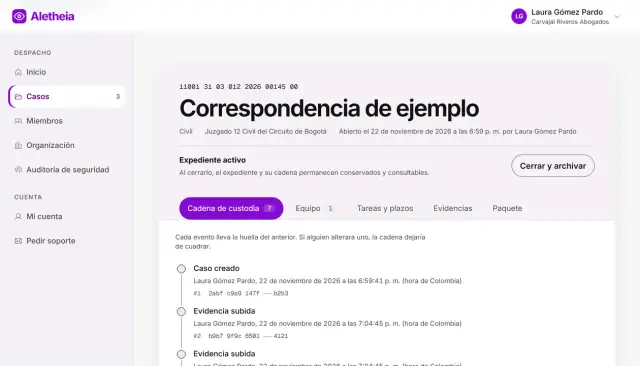 Aletheia
LG
Laura Gómez Pardo
Carvajal Riveros Abogados
DESPACHO
Inicio
Casos 3
Miembros
Organización
Auditoría de seguridad
CUENTA
Mi cuenta
Pedir soporte
11001 31 03 012 2026 00145 00
Correspondencia de ejemplo
Civil Juzgado 12 Civil del Circuito de Bogotá Abierto el 22 de noviembre de 2026 a las 6:59 p. m. por Laura Gómez Pardo
Expediente activo
Al cerrarlo, el expediente y su cadena permanecen conservados y consultables.
Cerrar y archivar
Cadena de custodia 7 Equipo 1 Tareas y plazos Evidencias Paquete
Cada evento lleva la huella del anterior. Si alguien alterara uno, la cadena dejaría
de cuadrar.
Caso creado
Laura Gómez Pardo, 22 de noviembre de 2026 a las 6:59:41 p. m. (hora de Colombia)
#1 2abf c9a9 147f — b2b3
Evidencia subida
Laura Gómez Pardo, 22 de noviembre de 2026 a las 7:04:45 p. m. (hora de Colombia)
#2 b9b7 9f9c 6501 — 4121
Evidencia subida